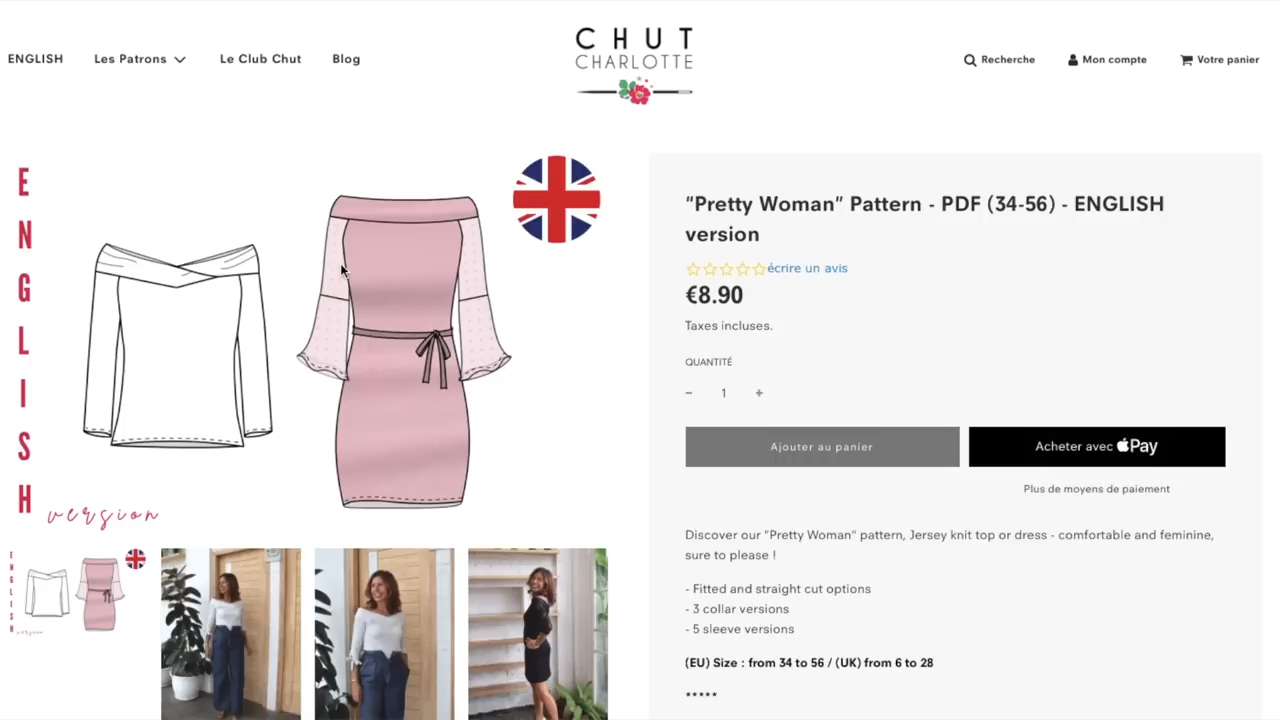 ENGLISH
Les Patrons
Le Club Chut
Blog
CHUT
CHARLOTTE
Recherche
Mon compte
Votre panier
ENGLISH
version
"Pretty Woman" Pattern - PDF (34-56) - ENGLISH
version
écrire un avis
€8.90
Taxes incluses.
QUANTITÉ
− 1 +
Ajouter au panier
Acheter avec Pay
Plus de moyens de paiement
Discover our "Pretty Woman" pattern, Jersey knit top or dress - comfortable and feminine,
sure to please !
- Fitted and straight cut options
- 3 collar versions
- 5 sleeve versions
(EU) Size : from 34 to 56 / (UK) from 6 to 28
*****
ENGLISH
version